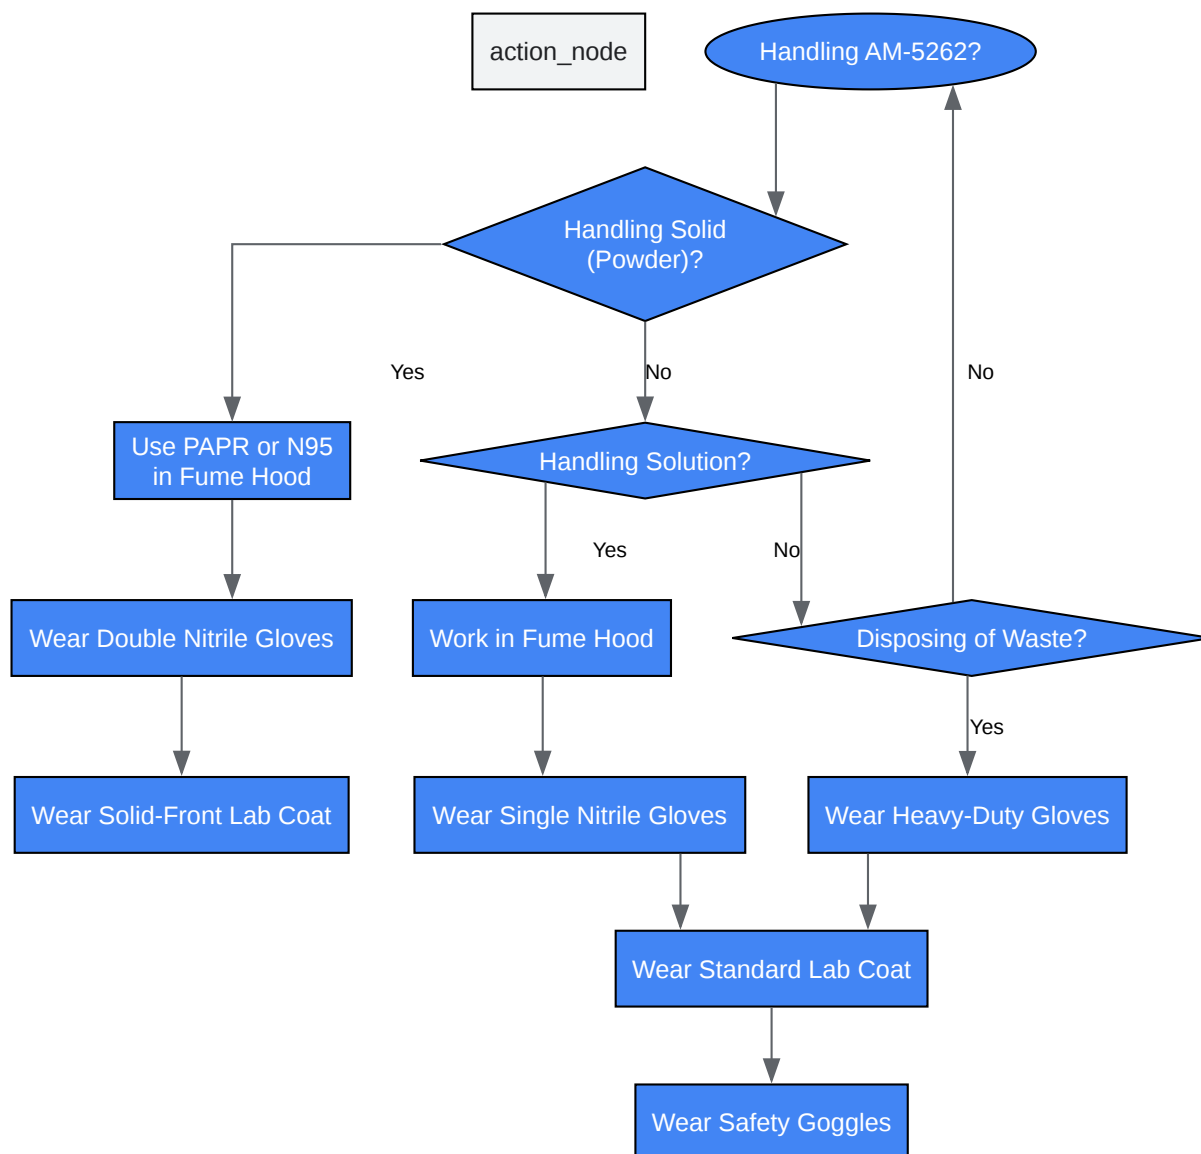 action_node
Handling AM-5262?
Handling Solid
(Powder)?
Yes
No
No
Use PAPR or N95
in Fume Hood
Handling Solution?
Yes
No
Wear Double Nitrile Gloves
Work in Fume Hood
Disposing of Waste?
Yes
Wear Solid-Front Lab Coat
Wear Single Nitrile Gloves
Wear Heavy-Duty Gloves
Wear Standard Lab Coat
Wear Safety Goggles